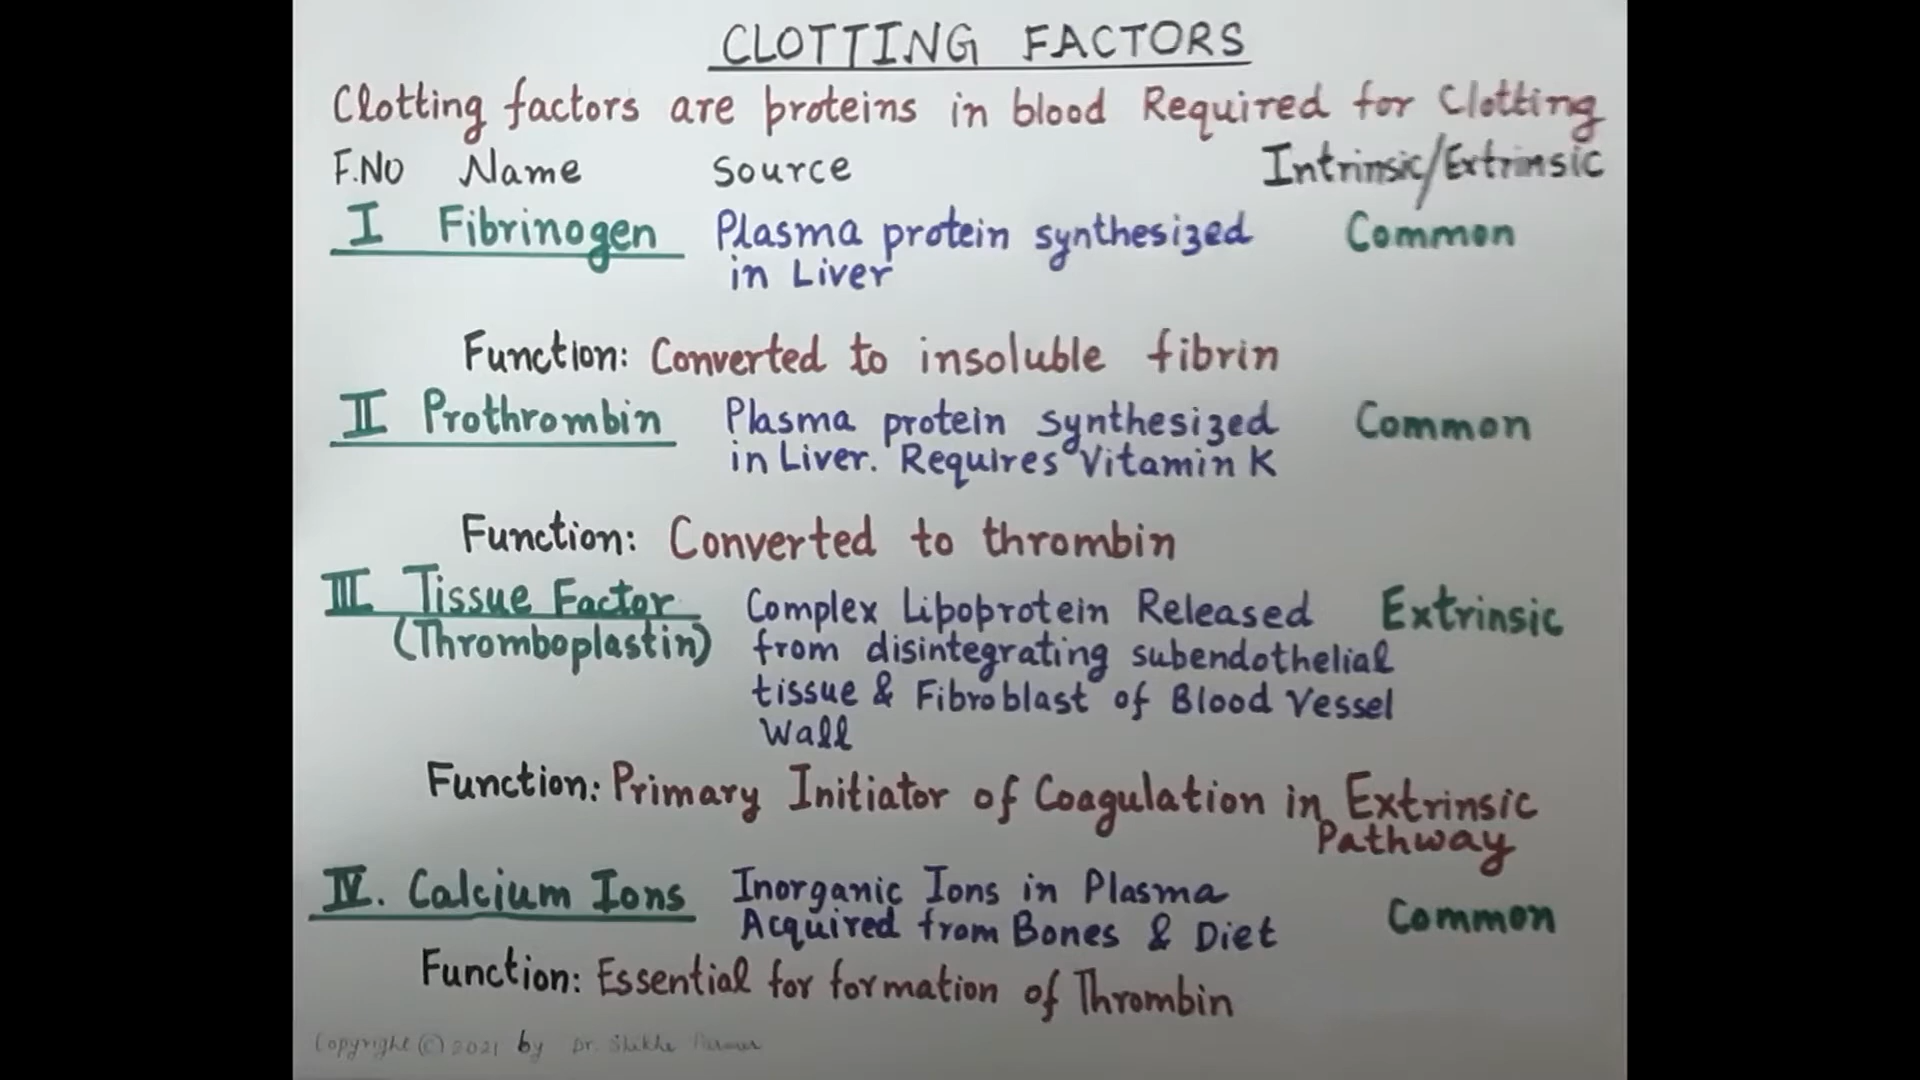 CLOTTING FACTORS
Clotting factors are proteins in blood Required for Clotting
F.NO Name Source Intrinsic/Extrinsic
I Fibrinogen Plasma protein synthesized Common
in Liver
Function: Converted to insoluble fibrin
II Prothrombin Plasma protein synthesized Common
in Liver. Requires Vitamin K
Function: Converted to thrombin
III Tissue Factor Complex Lipoprotein Released Extrinsic
(Thromboplastin) from disintegrating subendothelial
tissue & Fibroblast of Blood Vessel
Wall
Function: Primary Initiator of Coagulation in Extrinsic
Pathway
IV. Calcium Ions Inorganic Ions in Plasma Common
Acquired from Bones & Diet
Function: Essential for formation of Thrombin
Copyright © 2021 by Dr. Shikha Parmar